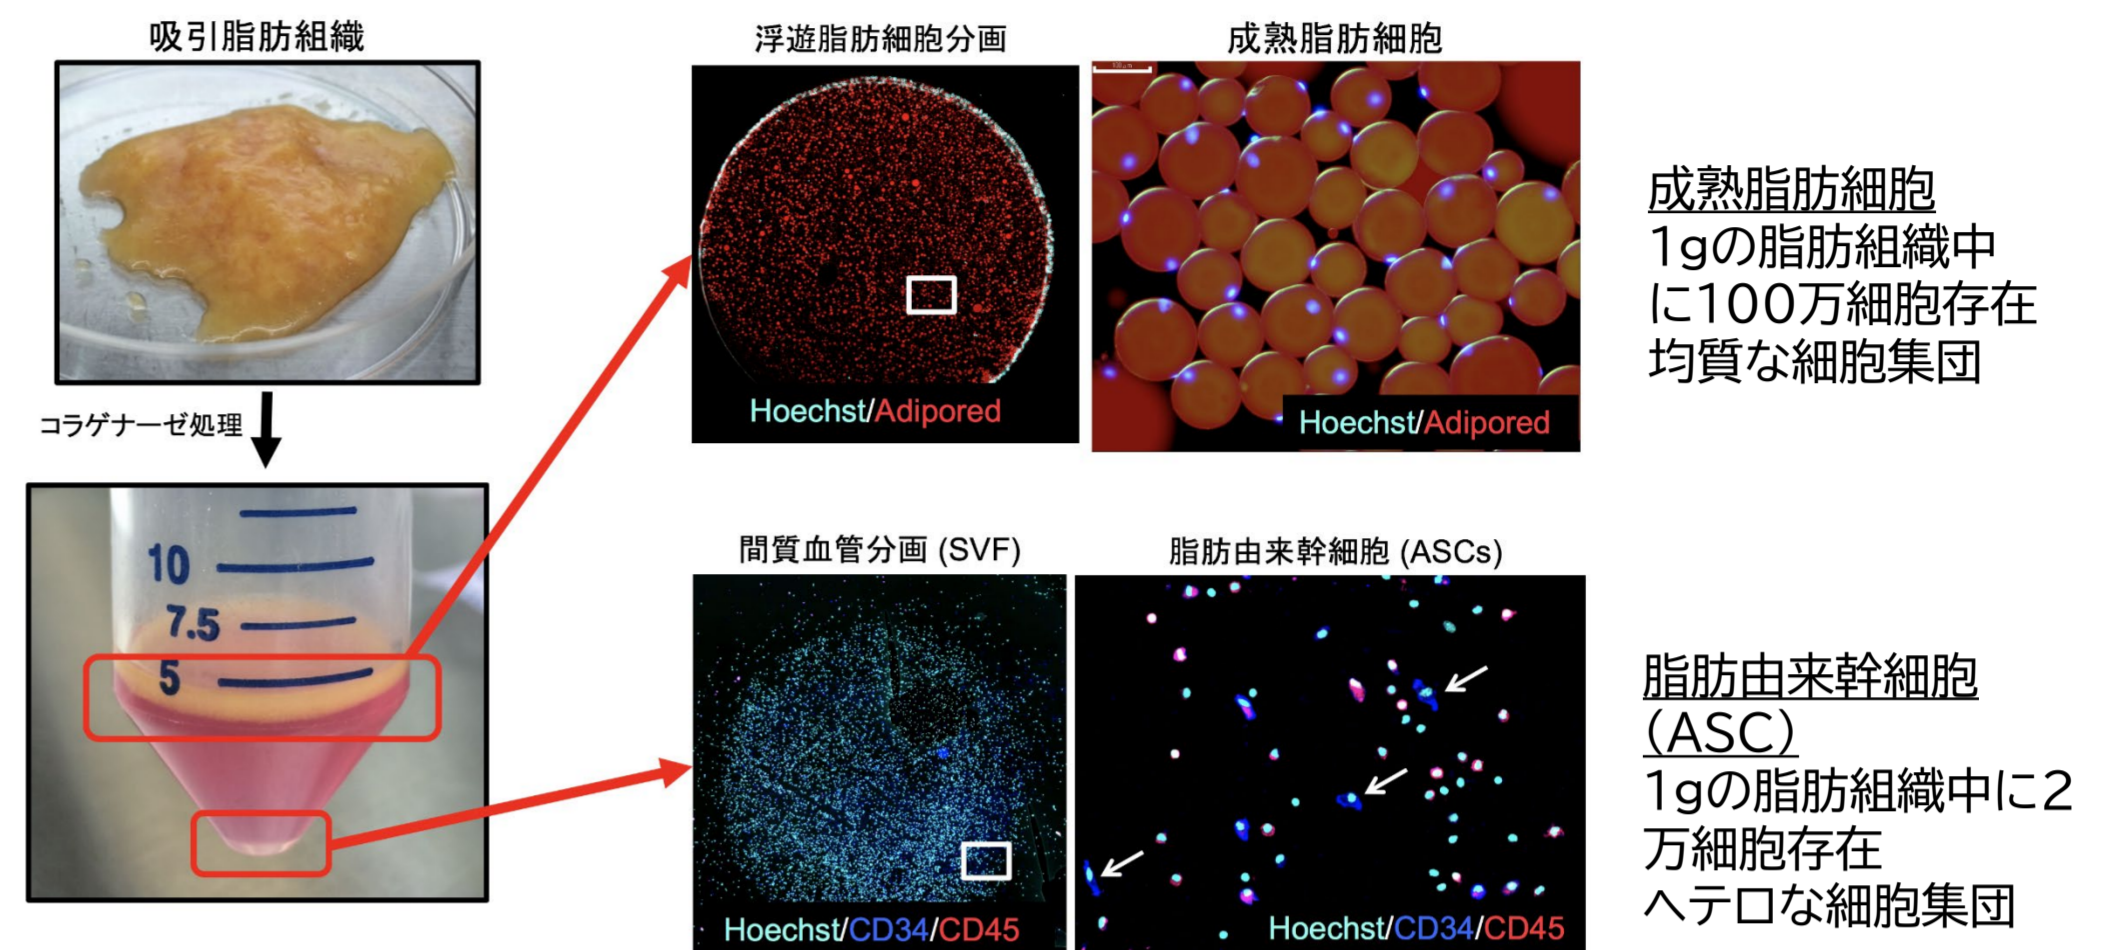 吸引脂肪組織
コラゲナーゼ処理
10
7.5
5
浮遊脂肪細胞分画
Hoechst/Adipored
成熟脂肪細胞
100μm
Hoechst/Adipored
成熟脂肪細胞
1gの脂肪組織中
に100万細胞存在
均質な細胞集団
間質血管分画 (SVF)
Hoechst/CD34/CD45
脂肪由来幹細胞 (ASCs)
Hoechst/CD34/CD45
脂肪由来幹細胞
(ASC)
1gの脂肪組織中に2
万細胞存在
ヘテロな細胞集団